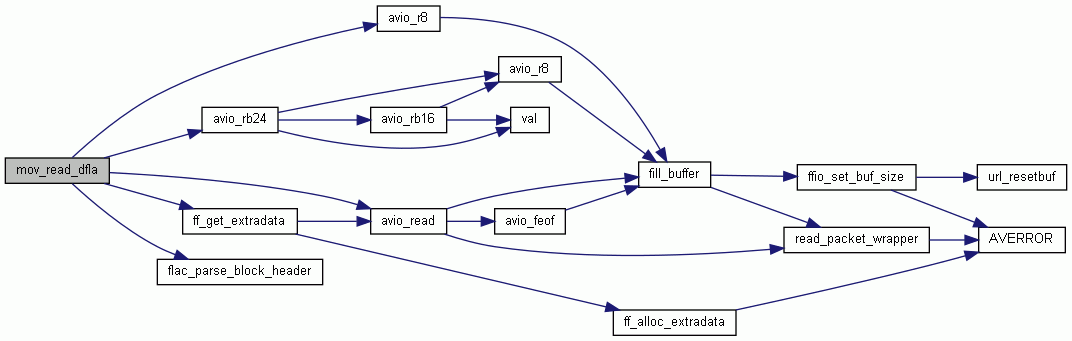 avio_r8
avio_r8
avio_rb24
avio_rb16
val
mov_read_dfla
fill_buffer
ffio_set_buf_size
url_resetbuf
ff_get_extradata
avio_read
avio_feof
read_packet_wrapper
AVERROR
flac_parse_block_header
ff_alloc_extradata